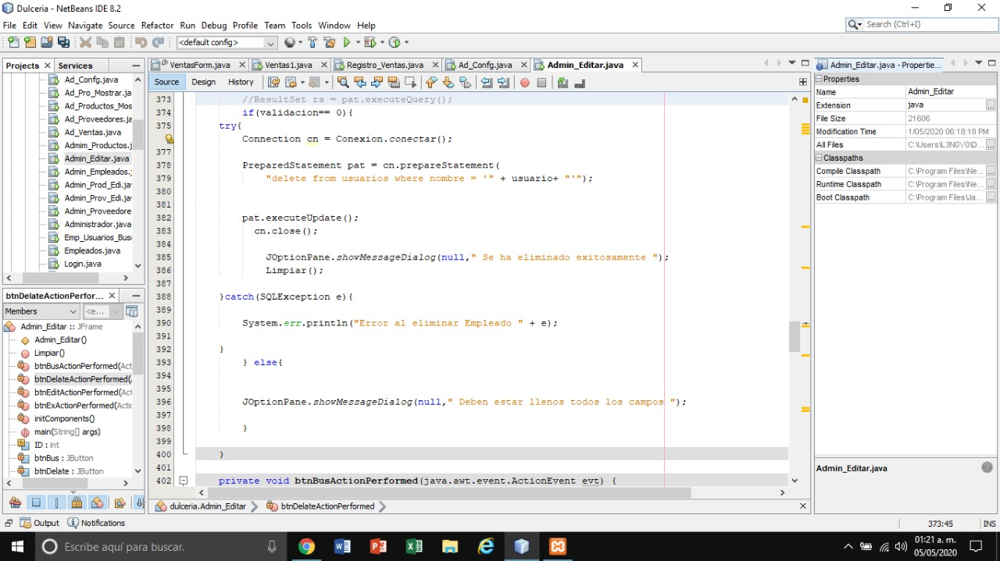 Dulceria - NetBeans IDE 8.2
File Edit View Navigate Source Refactor Run Debug Profile Team Tools Window Help
Search (Ctrl+I)
<default config>
Projects Services
VentasForm.java Ventas1.java Registro_Ventas.java Ad_Confg.java Admin_Editar.java
Admin_Editar.java - Propertie...
Source Design History
Ad_Confg.java
Ad_Pro_Mostrar.ja
Ad_Productos_Mos
Ad_Proveedores.ja
Ad_Ventas.java
Admim_Productos.j
Admin_Editar.java
Admin_Empleados.j
Admin_Prod_Edi.jav
Admin_Prov_Edi.jav
Admin_Proveedore
Administrador.java
Emp_Usuarios_Bus
Empleados.java
Login.java
btnDelateActionPerfor...
Members
<e...
Admin_Editar :: JFrame
Admin_Editar()
Limpiar()
btnBusActionPerformed(Act
btnDelateActionPerformed(
btnEditActionPerformed(Act
btnExActionPerformed(Actio
initComponents()
main(String[] args)
ID : int
btnBus : JButton
btnDelate : JButton
373 //ResultSet rs = pat.executeQuery();
374 if(validacion== 0){
375 try{
Connection cn = Conexion.conectar();
377
378 PreparedStatement pat = cn.prepareStatement(
379 "delete from usuarios where nombre = '" + usuario+ "'");
380
381
382 pat.executeUpdate();
383 cn.close();
384
385 JOptionPane.showMessageDialog(null," Se ha eliminado exitosamente ");
386 Limpiar();
387
388 }catch(SQLException e){
389
390 System.err.println("Error al eliminar Empleado " + e);
391
392 }
393 } else{
394
395
396 JOptionPane.showMessageDialog(null," Deben estar llenos todos los campos ");
397
398 }
399
400 }
401
402 private void btnBusActionPerformed(java.awt.event.ActionEvent evt) {
dulceria.Admin_Editar btnDelateActionPerformed
Properties
Name Admin_Editar
Extension java
File Size 21606
Modification Time 1/05/2020 06:18:18 PM
All Files C:\Users\L3N0V0\D...
Classpaths
Compile Classpath C:\Program Files\Ne...
Runtime Classpath C:\Program Files\Ne...
Boot Classpath C:\Program Files\Ja...
Admin_Editar.java
Output Notifications
373:45 INS
Escribe aquí para buscar.
01:21 a. m.
05/05/2020